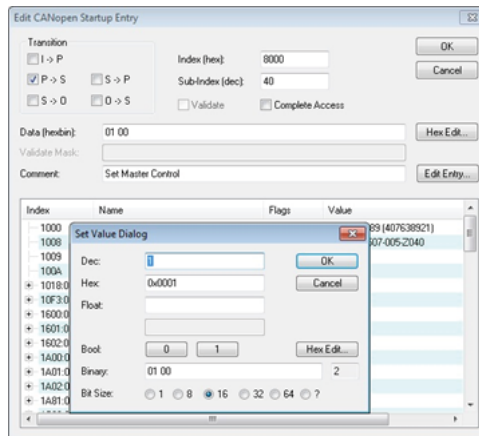 Edit CANopen Startup Entry
Transition
I -> P
P -> S
S -> P
S -> O
O -> S
Index (hex):
8000
Sub-Index (dec):
40
Validate
Complete Access
OK
Cancel
Data (hexbin):
01 00
Hex Edit...
Validate Mask:
Comment:
Set Master Control
Edit Entry...
Index
Name
Flags
Value
1000
89 (407638921)
1008
507-005-Z040
1009
100A
1018:0
10F3:0
1600:0
1601:0
1602:0
1A00:0
1A01:0
1A02:0
1A81:0
Set Value Dialog
Dec:
1
OK
Hex:
0x0001
Cancel
Float:
Bool:
0
1
Hex Edit...
Binary:
01 00
2
Bit Size:
1
8
16
32
64
?